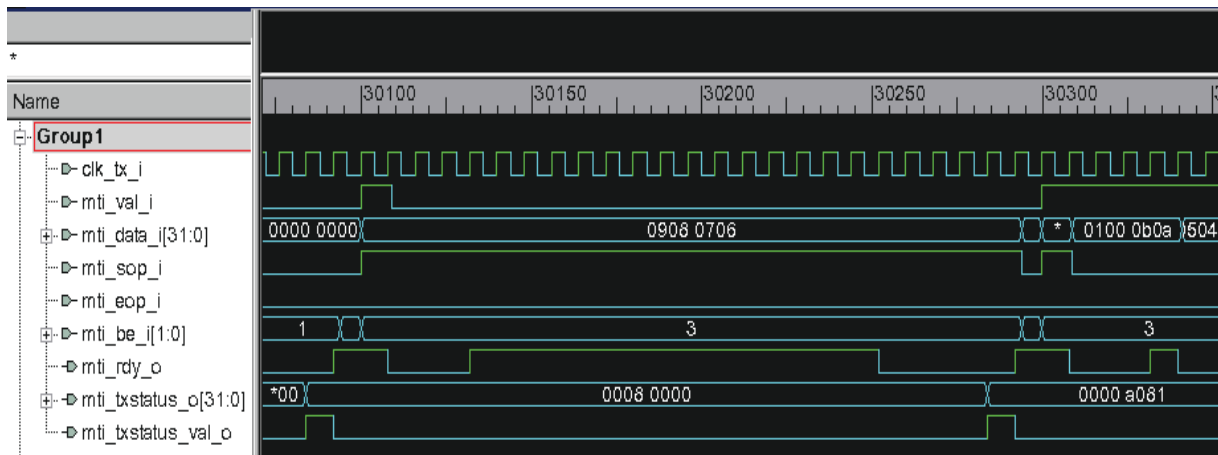 *
Name
|30100 |30150 |30200 |30250 |30300
Group1
clk_tx_i
mti_val_i
mti_data_i[31:0] 0000 0000 0908 0706 * 0100 0b0a )504
mti_sop_i
mti_eop_i
mti_be_i[1:0] 1 3 3
mti_rdy_o
mti_txstatus_o[31:0] *00 0008 0000 0000 a081
mti_txstatus_val_o